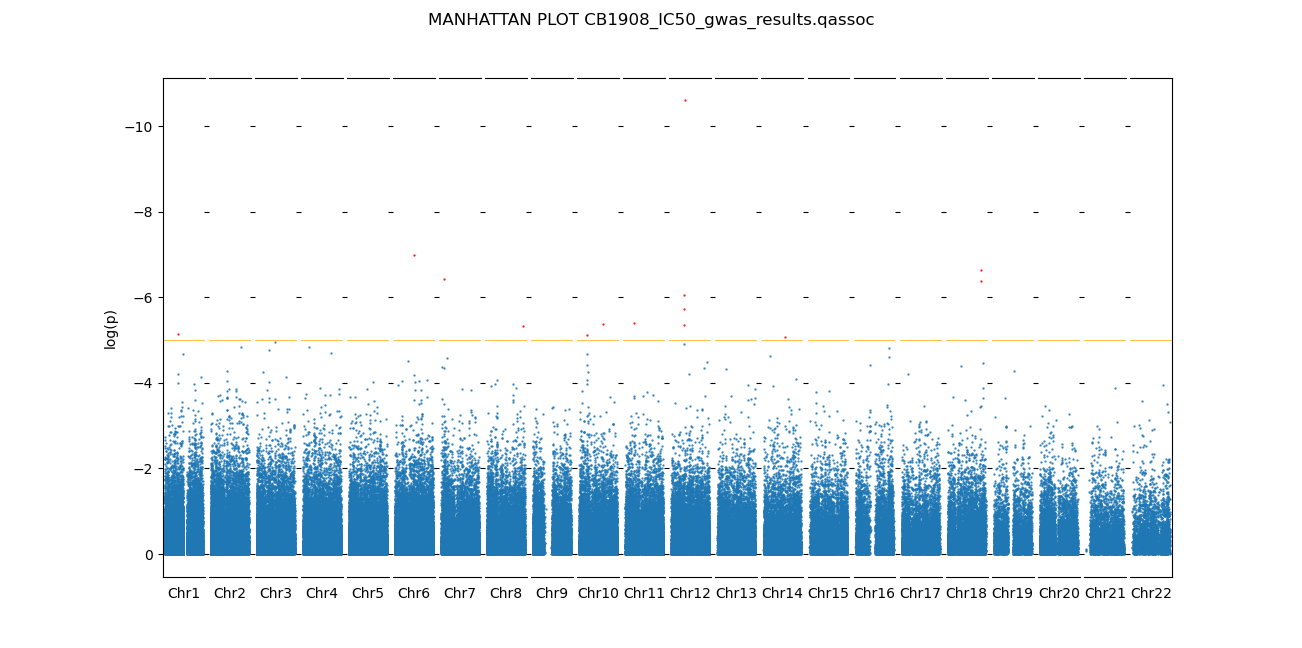 MANHATTAN PLOT CB1908_IC50_gwas_results.qassoc
−10
−8
−6
−4
−2
0
log(p)
Chr1 Chr2 Chr3 Chr4 Chr5 Chr6 Chr7 Chr8 Chr9 Chr10 Chr11 Chr12 Chr13 Chr14 Chr15 Chr16 Chr17 Chr18 Chr19 Chr20 Chr21 Chr22